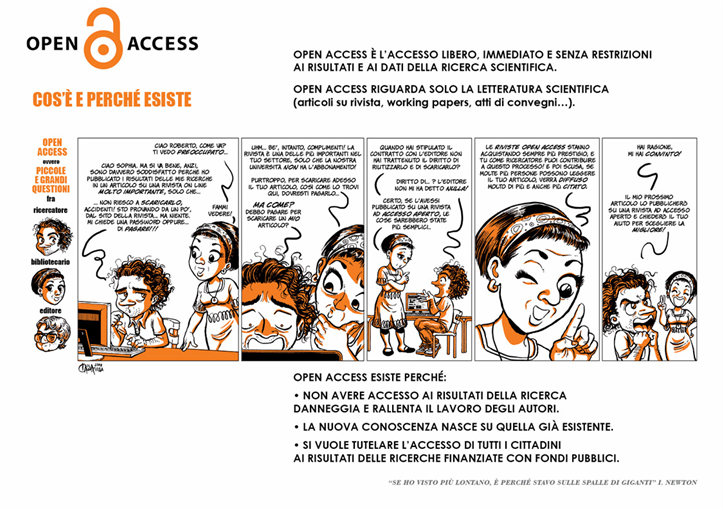 OPEN ACCESS
COS'È E PERCHÉ ESISTE
OPEN ACCESS È L'ACCESSO LIBERO, IMMEDIATO E SENZA RESTRIZIONI
AI RISULTATI E AI DATI DELLA RICERCA SCIENTIFICA.
OPEN ACCESS RIGUARDA SOLO LA LETTERATURA SCIENTIFICA
(articoli su rivista, working papers, atti di convegni…).
OPEN
ACCESS
ovvero
PICCOLE
E GRANDI
QUESTIONI
fra
ricercatore
bibliotecario
editore
CIAO ROBERTO, COME VA?
TI VEDO PREOCCUPATO...
CIAO SOPHIA. MA SI VA BENE, ANZI,
SONO DAVVERO SODDISFATTO PERCHÉ HO
PUBBLICATO I RISULTATI DELLE MIE RICERCHE
IN UN ARTICOLO SU UNA RIVISTA ON LINE
MOLTO IMPORTANTE, SOLO CHE...
... NON RIESCO A SCARICARLO,
ACCIDENTI! STO PROVANDO DA UN PO',
DAL SITO DELLA RIVISTA... MA NIENTE.
MI CHIEDE UNA PASSWORD OPPURE...
DI PAGARE!!!
FAMMI
VEDERE!
UHM... BE', INTANTO, COMPLIMENTI! LA
RIVISTA È UNA DELLE PIÙ IMPORTANTI NEL
TUO SETTORE, SOLO CHE LA NOSTRA
UNIVERSITÀ NON HA L'ABBONAMENTO!
PURTROPPO, PER SCARICARE ADESSO
IL TUO ARTICOLO, COSÌ COME LO TROVI
QUI, DOVRESTI PAGARLO...
MA COME?
DEBBO PAGARE PER
SCARICARE UN MIO
ARTICOLO?
QUANDO HAI STIPULATO IL
CONTRATTO CON L'EDITORE NON
HAI TRATTENUTO IL DIRITTO DI
RIUTILIZZARLO E DI SCARICARLO?
DIRITTO DI... ? L'EDITORE
NON MI HA DETTO NULLA!
CERTO, SE L'AVESSI
PUBBLICATO SU UNA RIVISTA
AD ACCESSO APERTO, LE
COSE SAREBBERO STATE
PIÙ SEMPLICI..
LE RIVISTE OPEN ACCESS STANNO
ACQUISTANDO SEMPRE PIÙ PRESTIGIO, E
TU COME RICERCATORE PUOI CONTRIBUIRE
A QUESTO PROCESSO! E POI SCUSA, SE
MOLTE PIÙ PERSONE POSSONO LEGGERE
IL TUO ARTICOLO, VERRÀ DIFFUSO
MOLTO DI PIÙ E ANCHE PIÙ CITATO.
HAI RAGIONE,
MI HAI CONVINTO!
IL MIO PROSSIMO
ARTICOLO LO PUBBLICHERÒ
SU UNA RIVISTA AD ACCESSO
APERTO E CHIEDERÒ IL TUO
AIUTO PER SCEGLIERE LA
MIGLIORE!
OPEN ACCESS ESISTE PERCHÉ:
• NON AVERE ACCESSO AI RISULTATI DELLA RICERCA
DANNEGGIA E RALLENTA IL LAVORO DEGLI AUTORI.
• LA NUOVA CONOSCENZA NASCE SU QUELLA GIÀ ESISTENTE.
• SI VUOLE TUTELARE L'ACCESSO DI TUTTI I CITTADINI
AI RISULTATI DELLE RICERCHE FINANZIATE CON FONDI PUBBLICI.
"SE HO VISTO PIÙ LONTANO, È PERCHÉ STAVO SULLE SPALLE DI GIGANTI" I. NEWTON